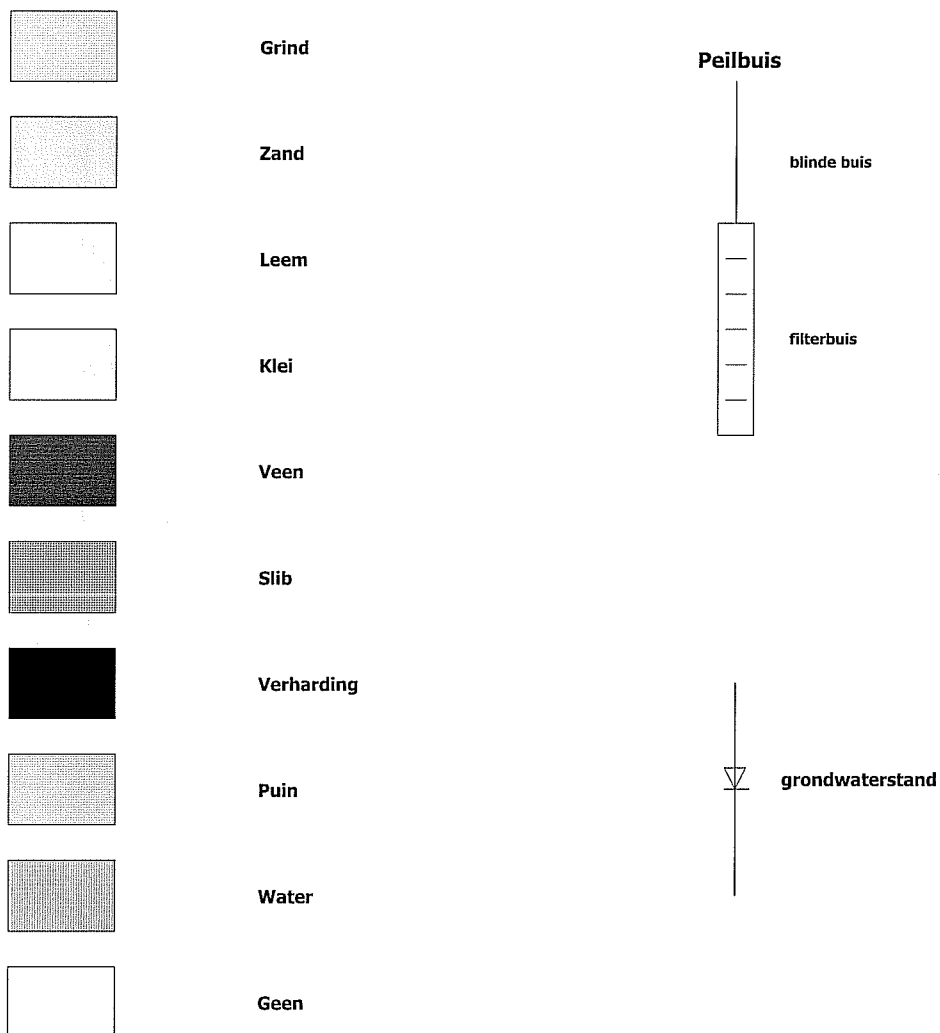 Grind
Zand
Leem
Klei
Veen
Slib
Verharding
Puin
Water
Geen
Peilbuis
blinde buis
filterbuis
grondwaterstand